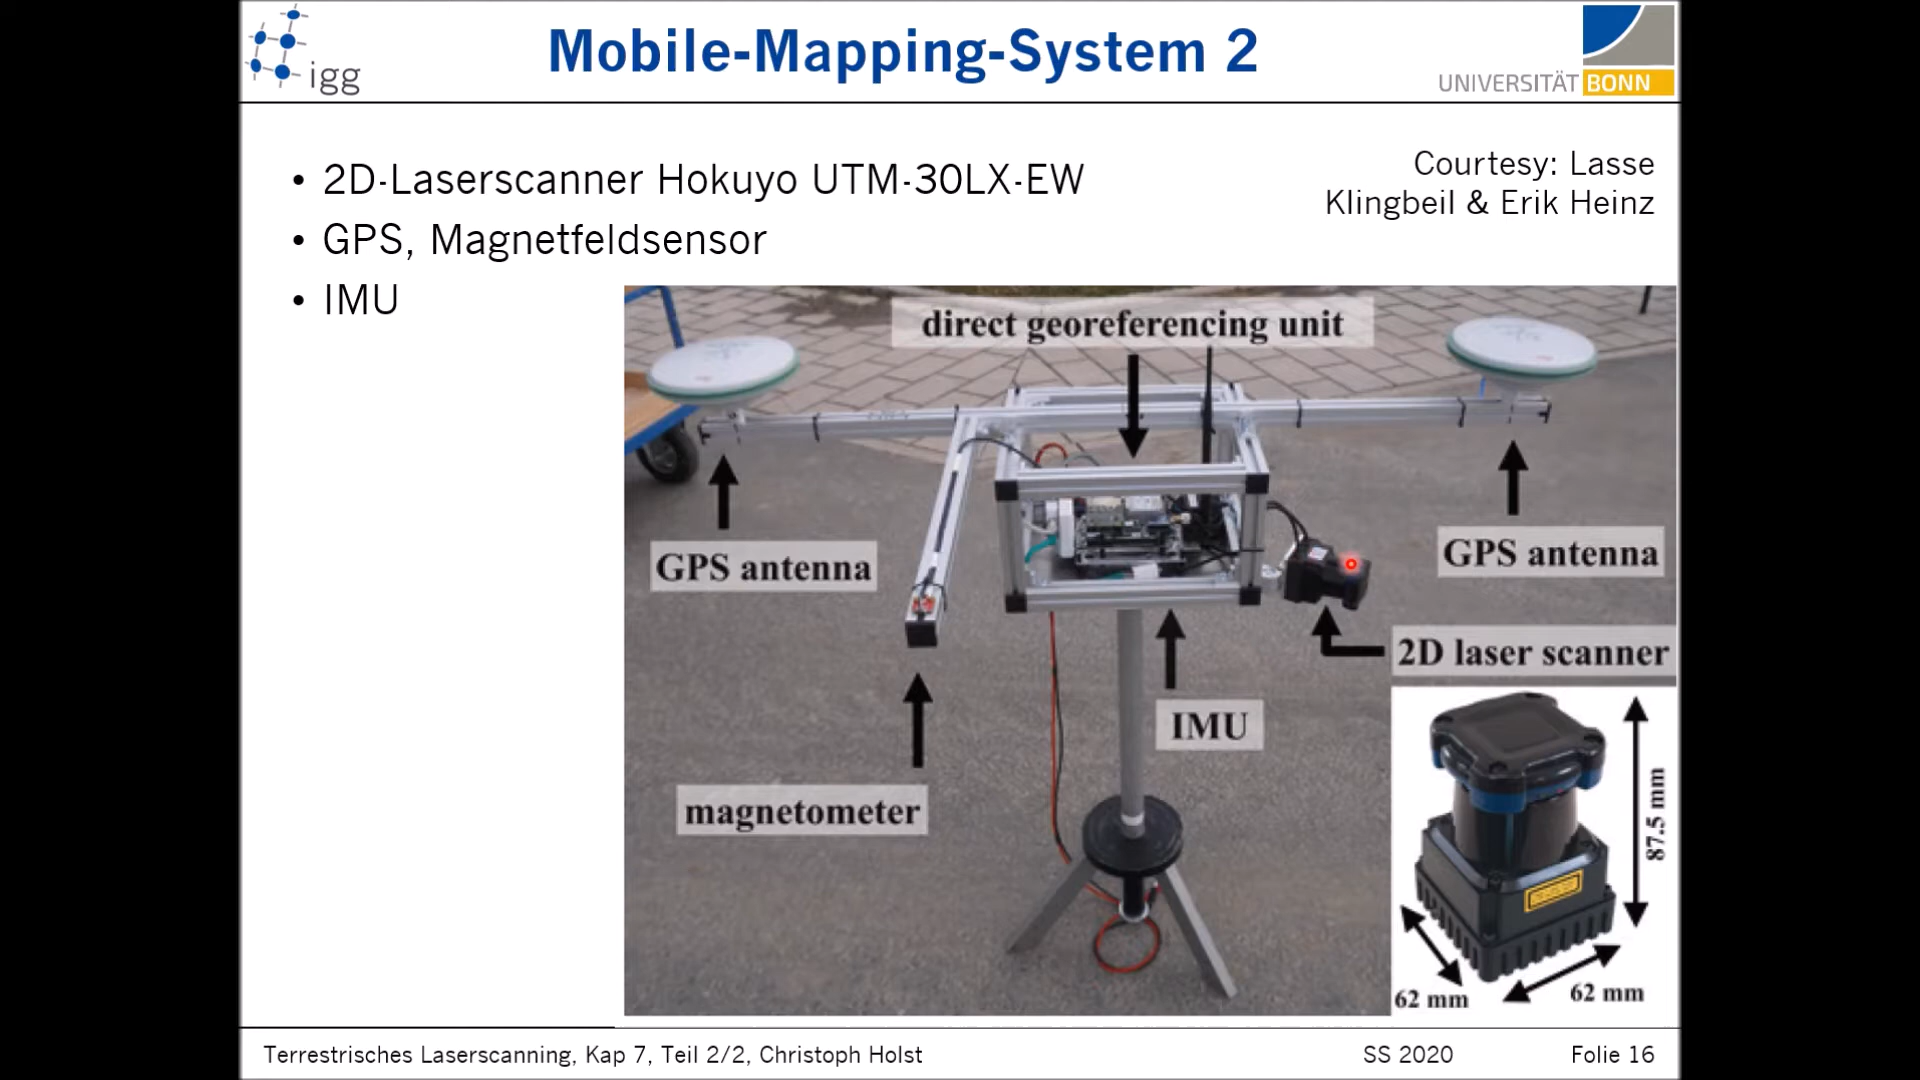 igg
Mobile-Mapping-System 2
UNIVERSITÄT BONN
• 2D-Laserscanner Hokuyo UTM-30LX-EW
• GPS, Magnetfeldsensor
• IMU
Courtesy: Lasse
Klingbeil & Erik Heinz
direct georeferencing unit
GPS antenna
GPS antenna
2D laser scanner
IMU
magnetometer
87.5 mm
62 mm
62 mm
Terrestrisches Laserscanning, Kap 7, Teil 2/2, Christoph Holst
SS 2020
Folie 16